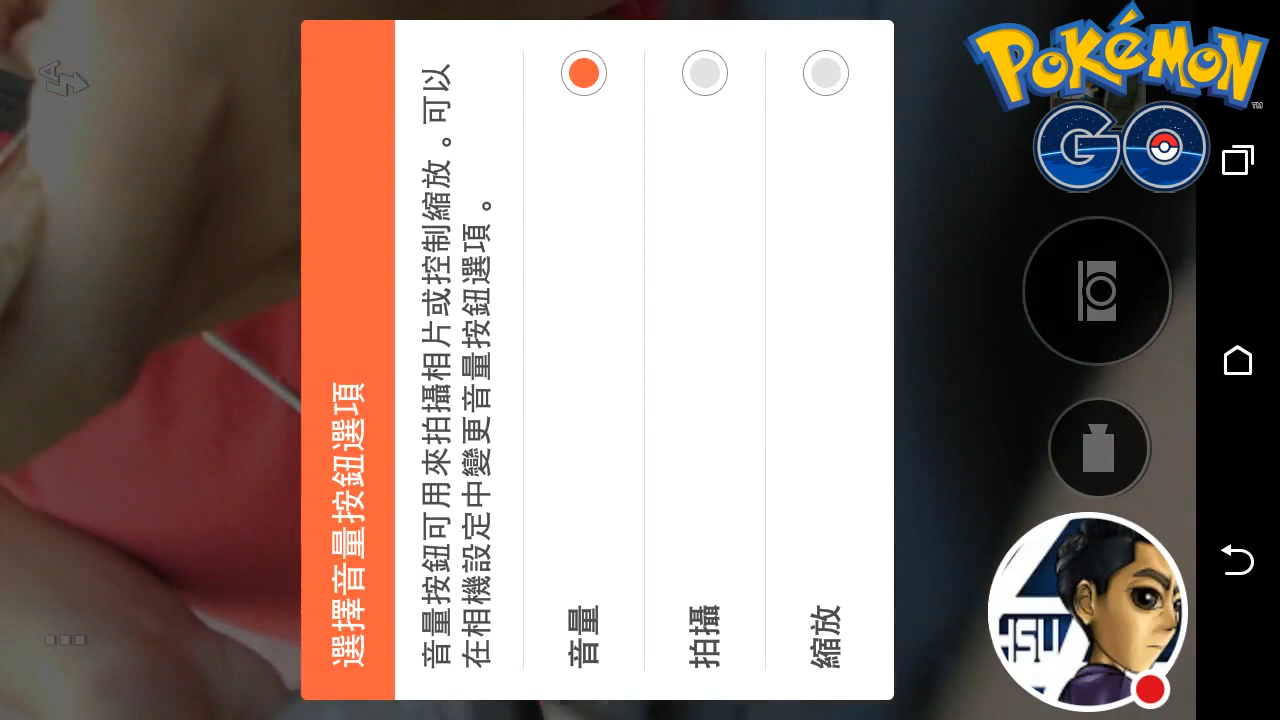 選擇音量按鈕選項
音量按鈕可用來拍攝相片或控制縮放。可以
在相機設定中變更音量按鈕選項。
音量
拍攝
縮放
POKéMON
TM
GO
A
HSU